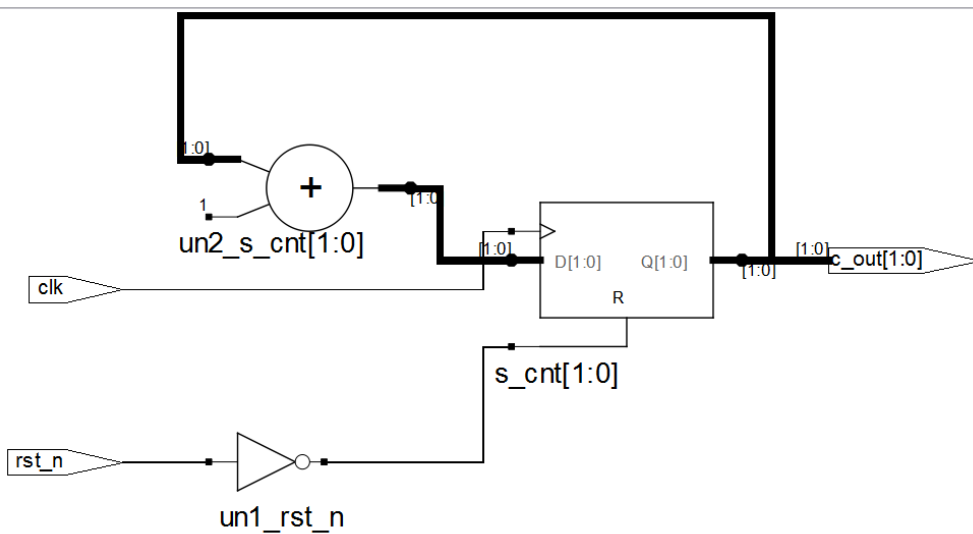 1:0]
+
[1:0
1
un2_s_cnt[1:0]
[1:0]
D[1:0]
Q[1:0]
[1:0]
[1:0]
c_out[1:0]
clk
R
s_cnt[1:0]
rst_n
un1_rst_n